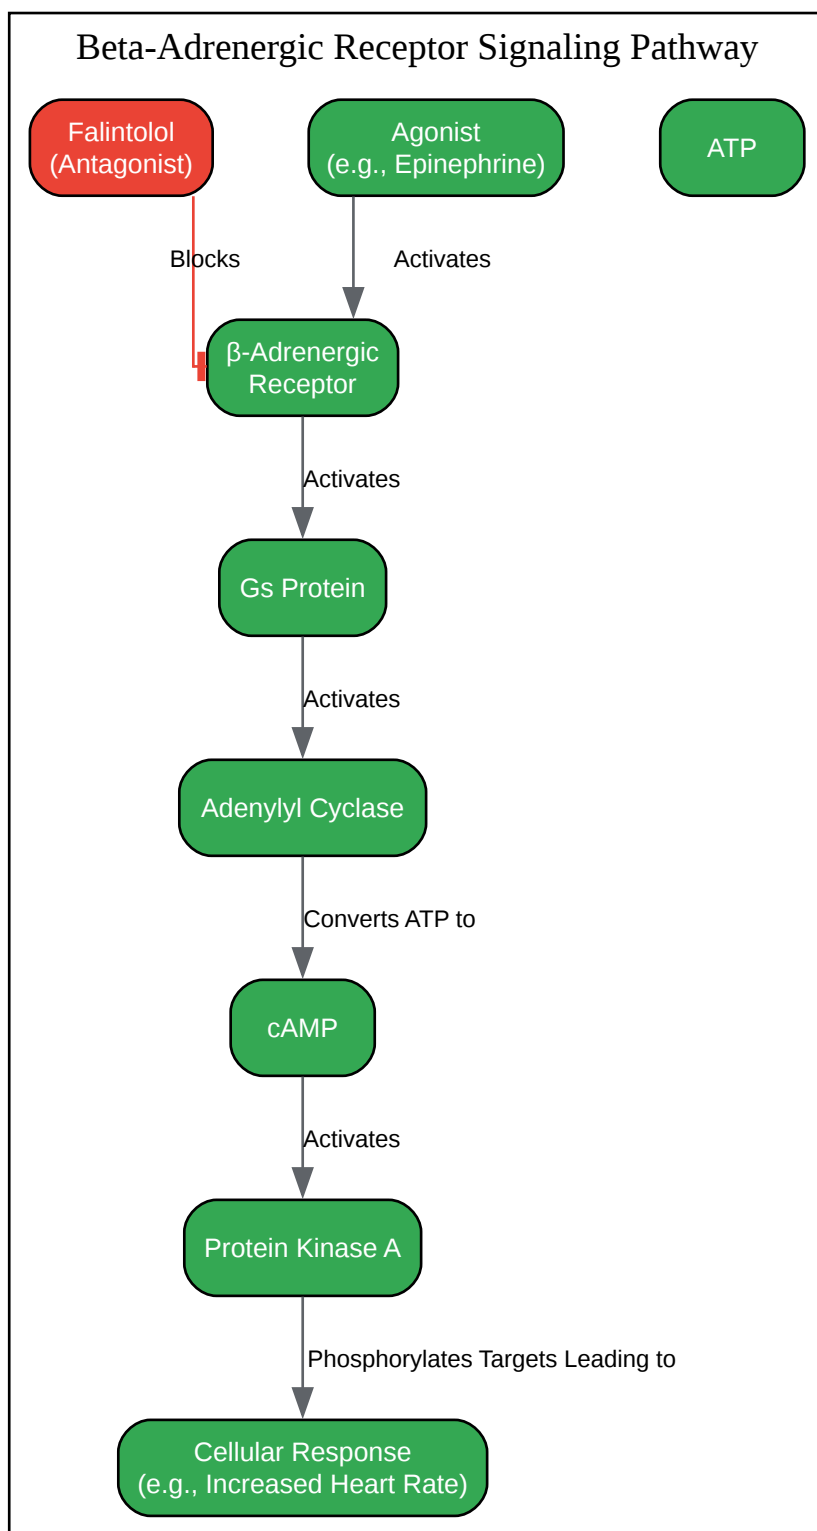 Beta-Adrenergic Receptor Signaling Pathway
Falintolol
(Antagonist)
Agonist
(e.g., Epinephrine)
ATP
Blocks
Activates
β-Adrenergic
Receptor
Activates
Gs Protein
Activates
Adenylyl Cyclase
Converts ATP to
cAMP
Activates
Protein Kinase A
Phosphorylates Targets Leading to
Cellular Response
(e.g., Increased Heart Rate)